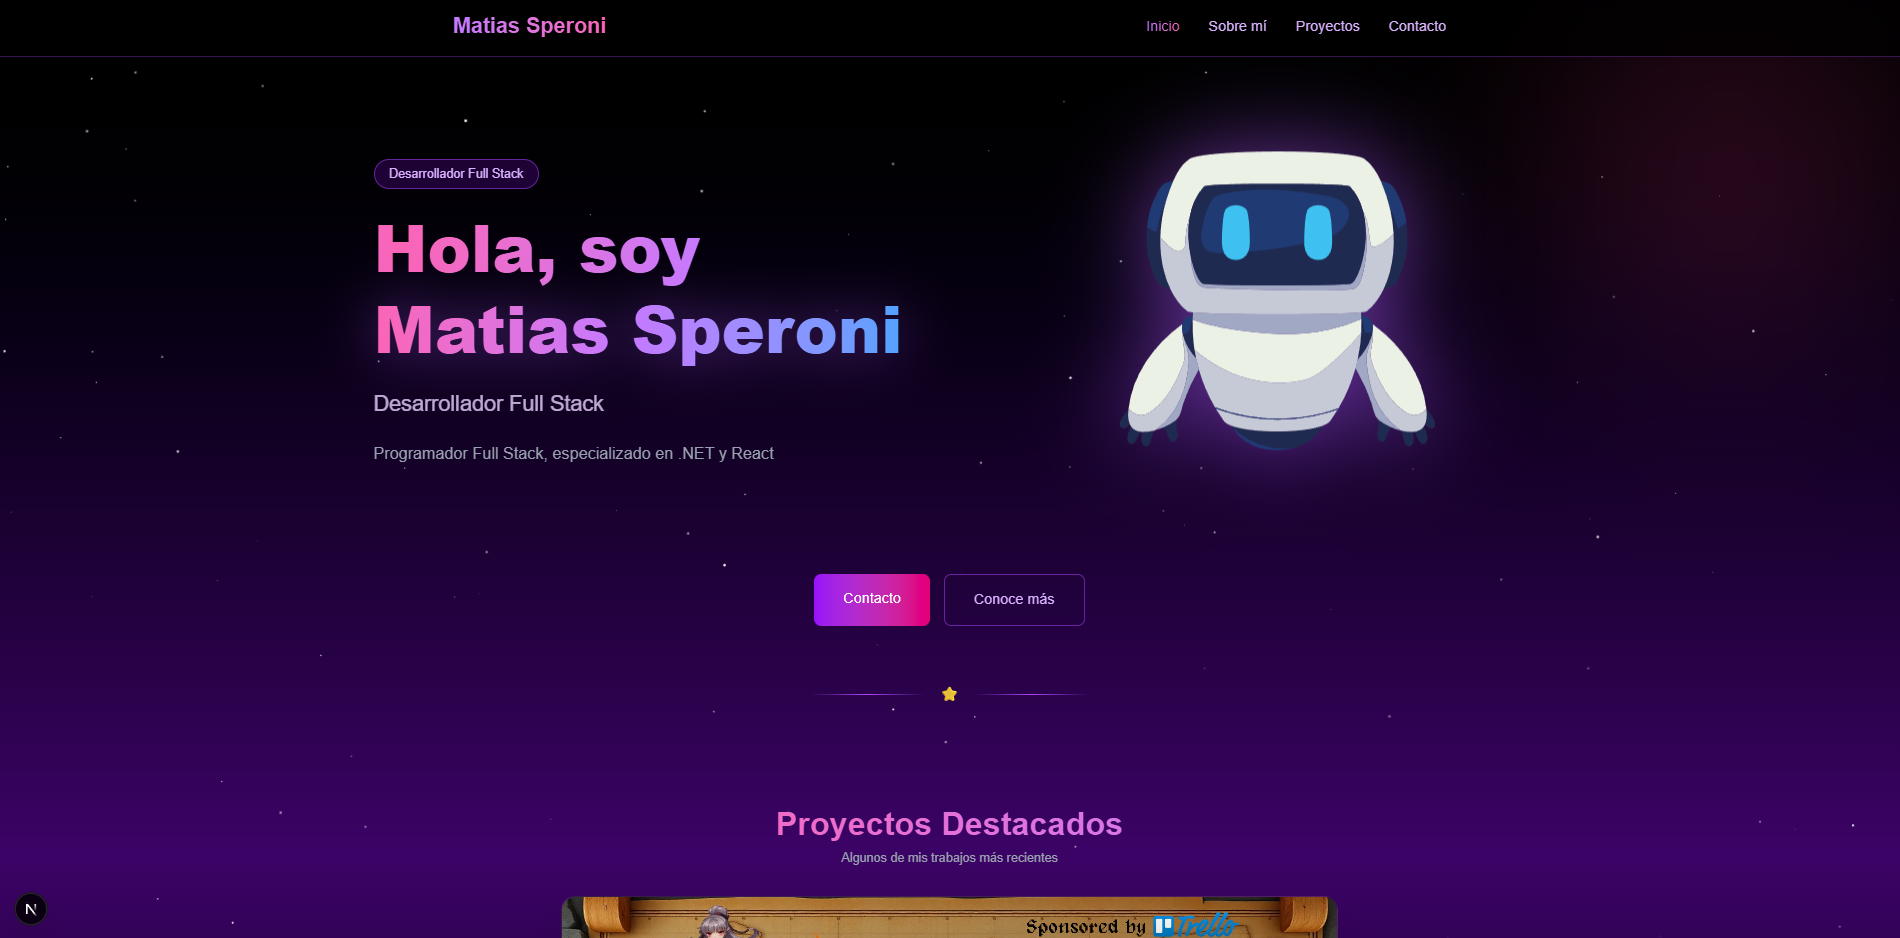 Matias Speroni
Inicio Sobre mí Proyectos Contacto
Desarrollador Full Stack
Hola, soy
Matias Speroni
Desarrollador Full Stack
Programador Full Stack, especializado en .NET y React
Contacto Conoce más
Proyectos Destacados
Algunos de mis trabajos más recientes
N
Sponsored by Trello